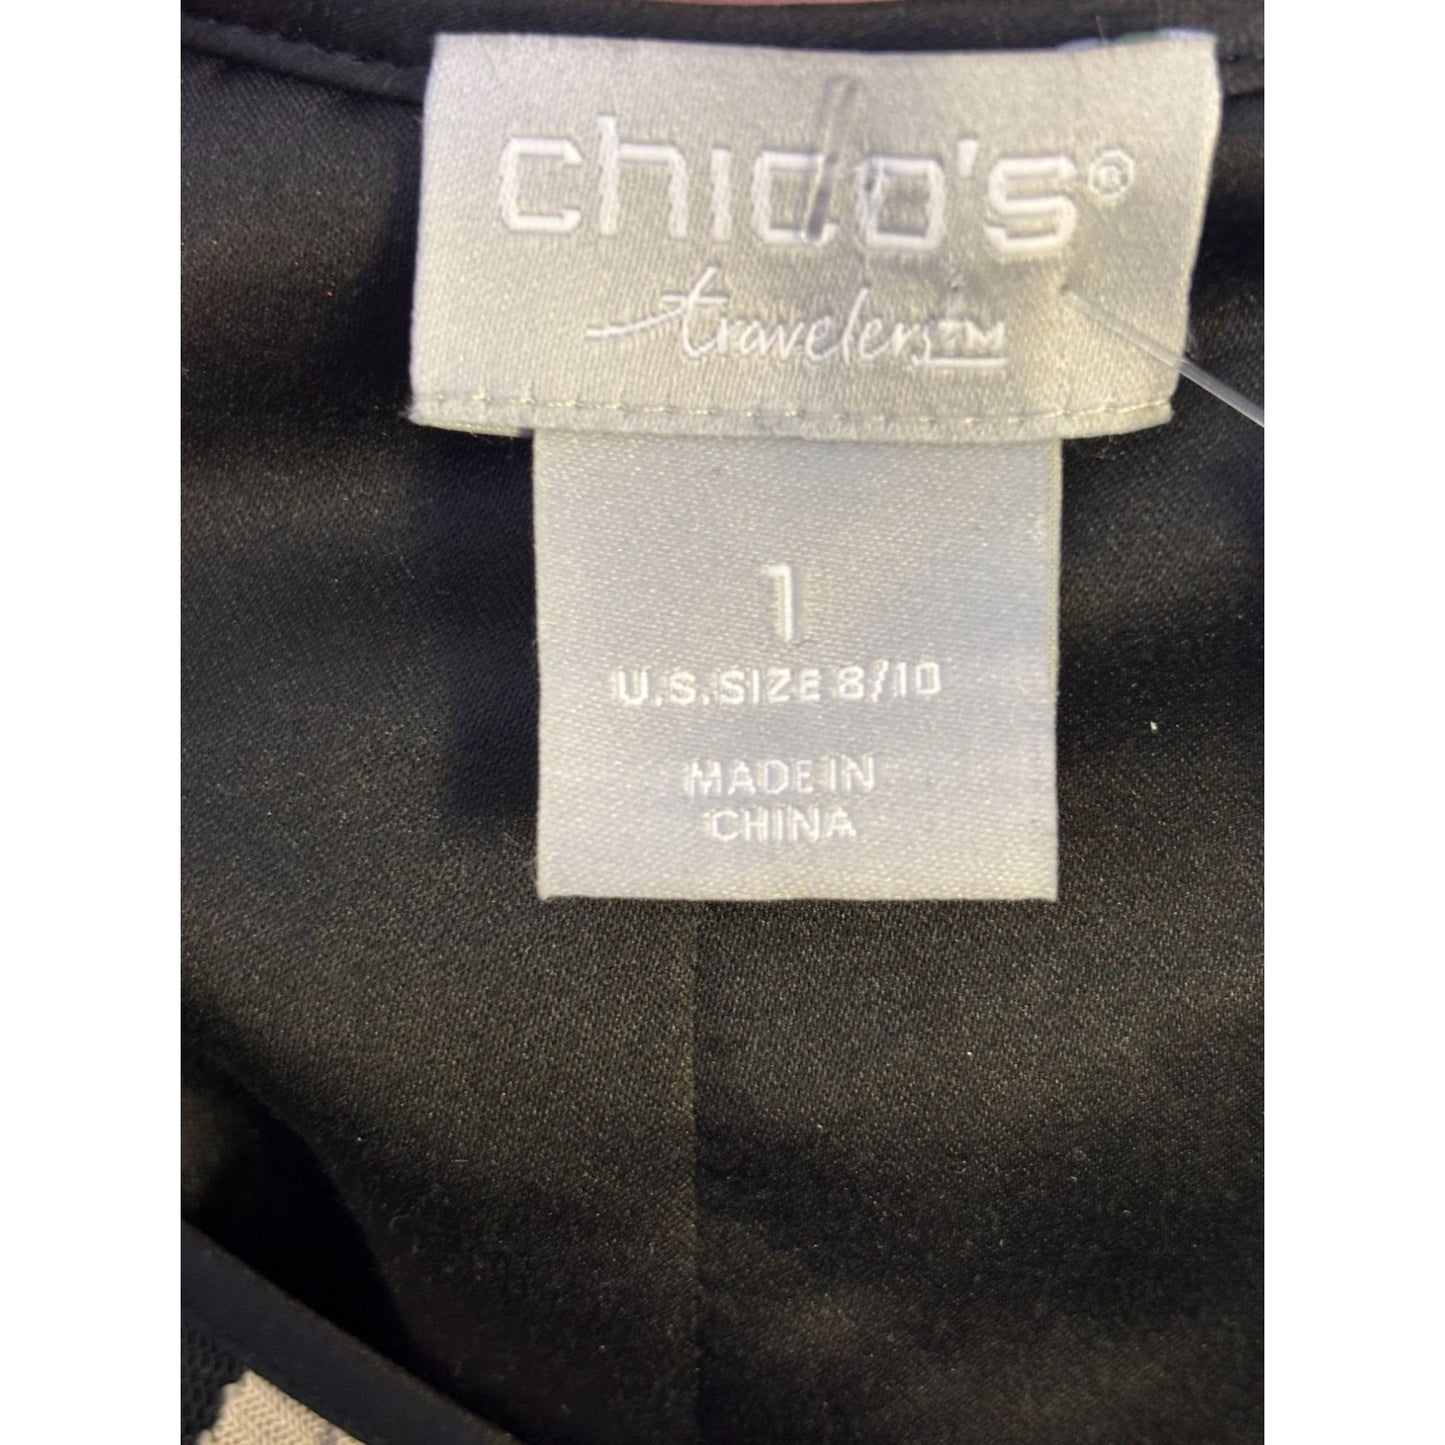 chico's®
travelers™
1
U.S. SIZE 8/10
MADE IN
CHINA